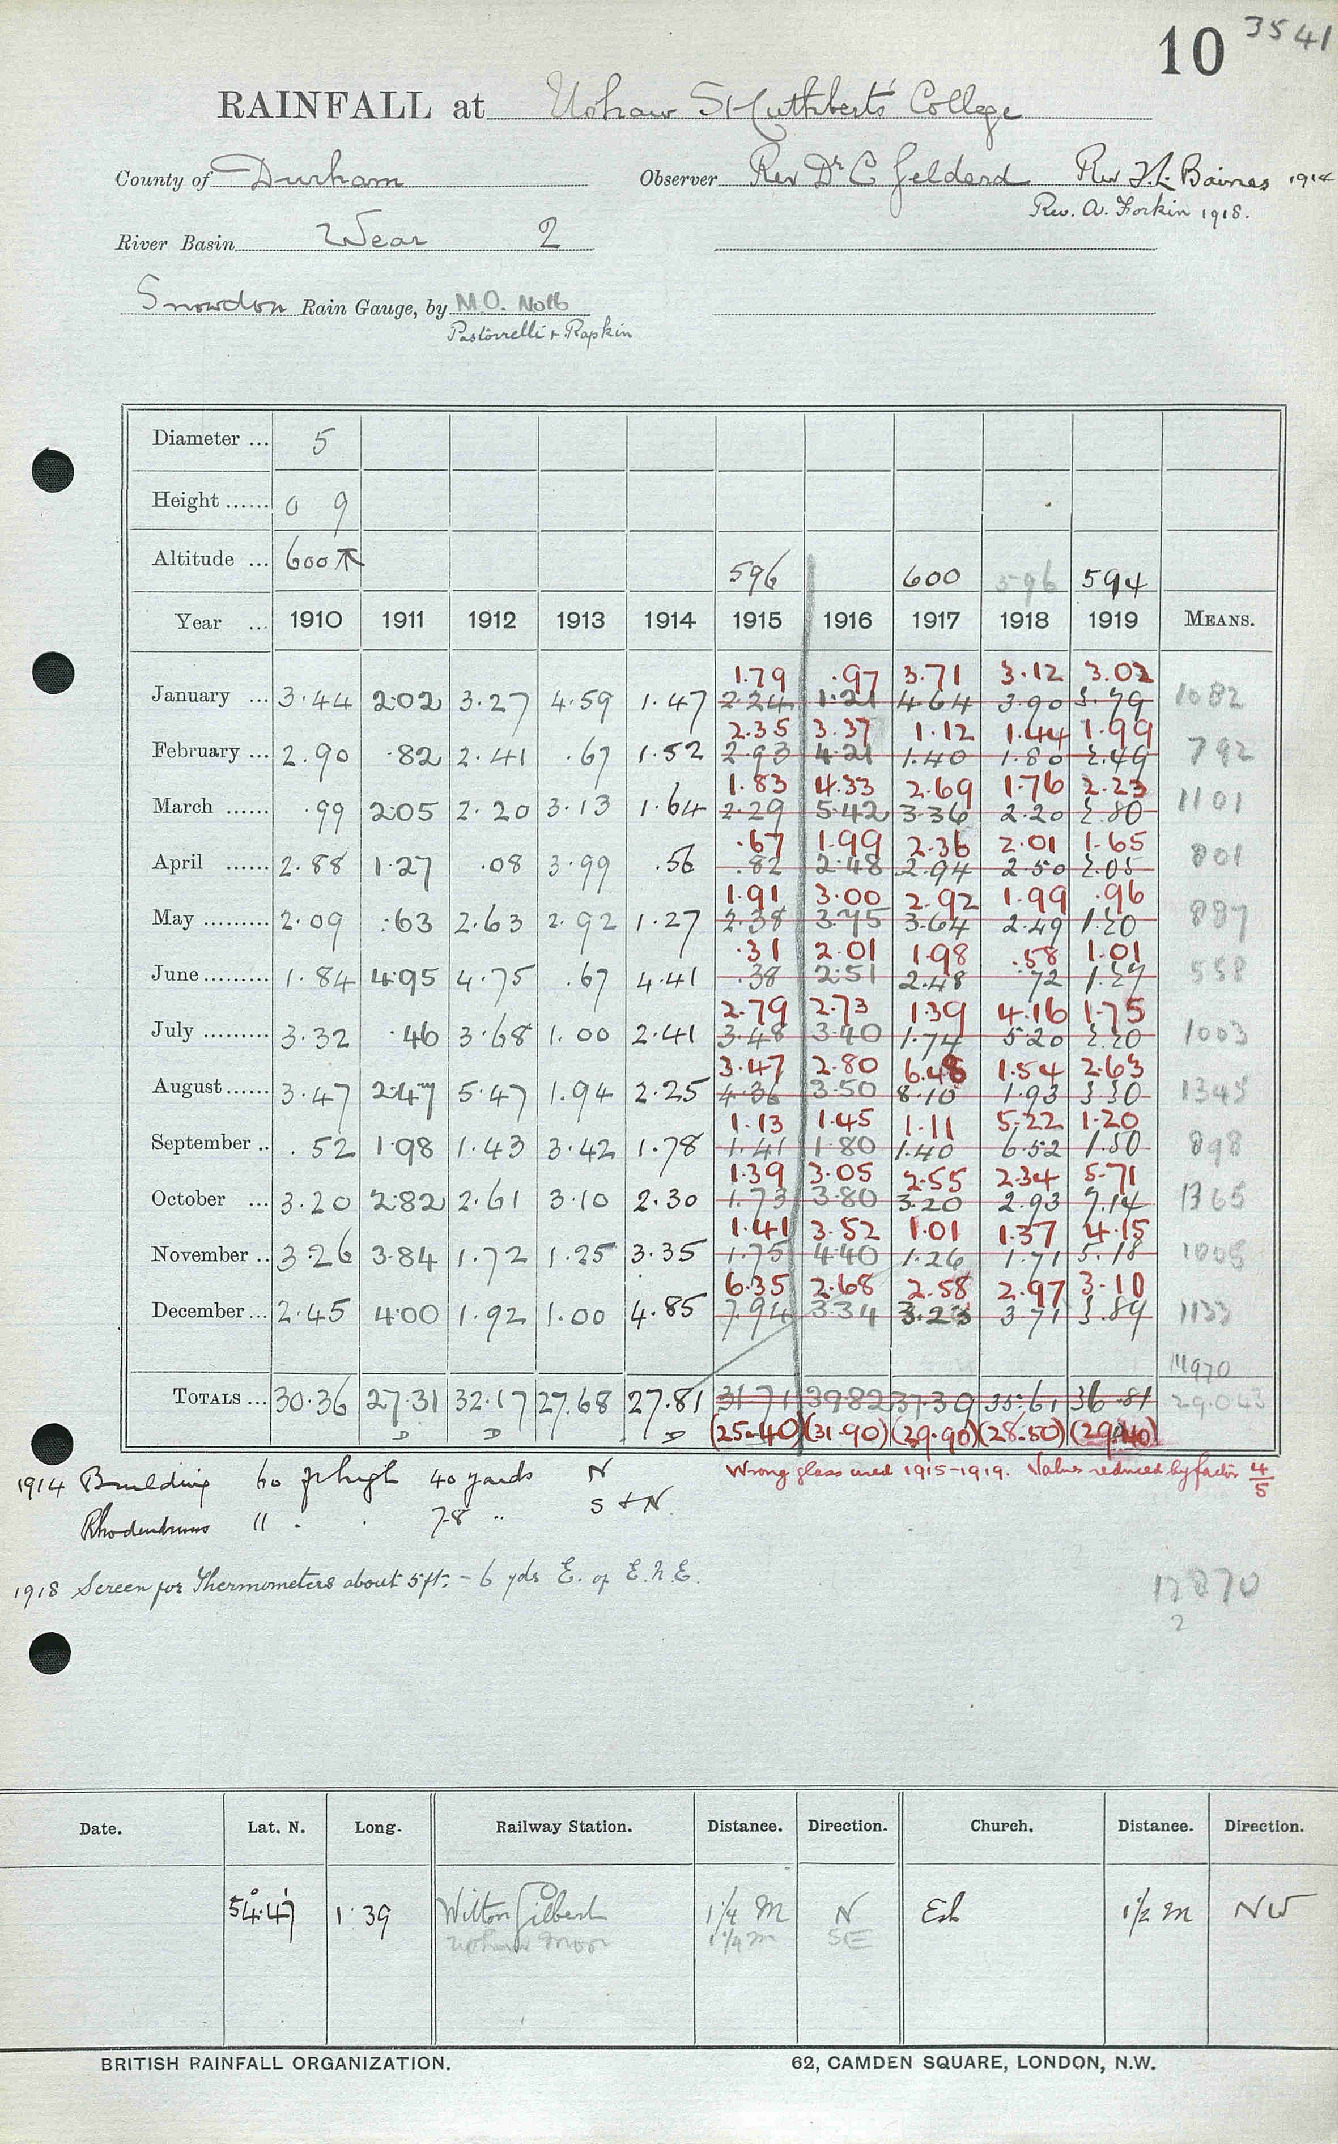 10 3541
RAINFALL at Ushaw St Cuthberts College
County of Durham Observer Rev Dr C Gelderd Rev T.L. Baines 1914
Rev. A. Forkin 1918.
River Basin Wear 2
Snowdon Rain Gauge, by M.O.
Pastorelli & Rapkin
Diameter ... 5
Height ...... 0 9
Altitude ... 600 596 600 596 594
Year ... 1910 1911 1912 1913 1914 1915 1916 1917 1918 1919 MEANS.
1.79 .97 3.71 3.12 3.03
January ... 3.44 2.02 3.27 4.59 1.47 2.24 1.21 4.64 3.90 3.79 1082
2.35 3.37 1.12 1.44 1.99
February ... 2.90 .82 2.41 .67 1.52 2.93 4.21 1.40 1.80 2.49 792
1.83 4.33 2.69 1.76 2.23
March ...... .99 2.05 2.20 3.13 1.64 2.29 5.42 3.36 2.20 2.80 1101
.67 1.99 2.36 2.01 1.65
April ...... 2.88 1.27 .08 3.99 .56 .82 2.48 2.94 2.50 2.05 801
1.91 3.00 2.92 1.99 .96
May ......... 2.09 .63 2.63 2.92 1.27 2.38 3.75 3.64 2.49 1.20 887
.31 2.01 1.98 .58 1.01
June ......... 1.84 4.95 4.75 .67 4.41 .38 2.51 2.48 .72 1.27 558
2.79 2.73 1.39 4.16 1.75
July ......... 3.32 .46 3.68 1.00 2.41 3.48 3.40 1.74 5.20 2.20 1003
3.47 2.80 6.48 1.54 2.63
August ...... 3.47 2.47 5.47 1.94 2.25 4.36 3.50 8.10 1.93 3.30 1345
1.13 1.45 1.11 5.22 1.20
September .. .52 1.98 1.43 3.42 1.78 1.41 1.80 1.40 6.52 1.50 898
1.39 3.05 2.55 2.34 5.71
October ... 3.20 2.82 2.61 3.10 2.30 1.73 3.80 3.20 2.93 7.14 1365
1.41 3.52 1.01 1.37 4.15
November .. 3.26 3.84 1.72 1.25 3.35 1.75 4.40 1.26 1.71 5.18 1005
6.35 2.68 2.58 2.97 3.10
December ... 2.45 4.00 1.92 1.00 4.85 7.94 3.34 3.23 3.71 3.89 1133
11970
TOTALS ... 30.36 27.31 32.17 27.68 27.81 31.71 39.82 37.39 35.61 36.81 29.043
D D D (25.40) (31.90) (29.90) (28.50) (29.40)
1914 Building 60 ft high 40 yards N
Wrong glass used 1915-1919. Values reduced by factor 4/5
Rhodendrums 11 . . 7-8 .. S & N.
1918 Screen for Thermometers about 5 ft. - 6 yds E. of E.N.E.
12870
2
Date. Lat. N. Long. Railway Station. Distance. Direction. Church. Distance. Direction.
54°47' 1.39 Witton Gilbert 1¼ M N Esh 1½ m NW
Ushaw Moor 1¼ m SE
BRITISH RAINFALL ORGANIZATION. 62, CAMDEN SQUARE, LONDON, N.W.